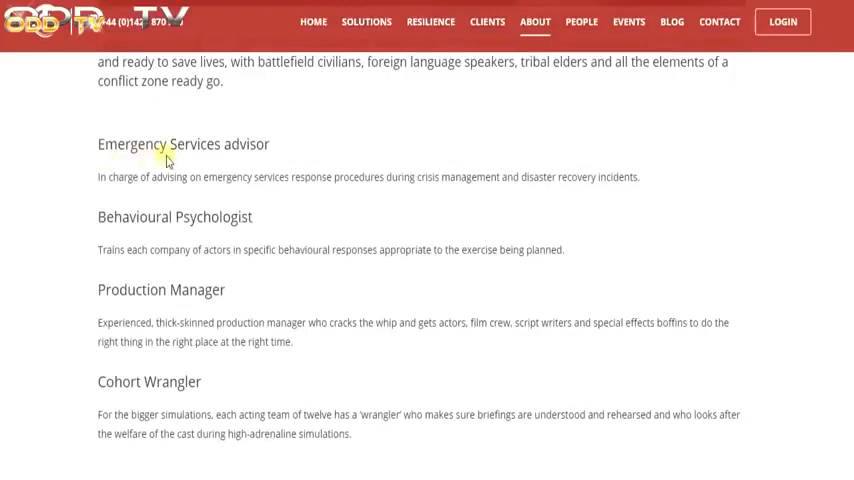 ODD TV
ODD TV
HOME SOLUTIONS RESILIENCE CLIENTS ABOUT PEOPLE EVENTS BLOG CONTACT LOGIN
and ready to save lives, with battlefield civilians, foreign language speakers, tribal elders and all the elements of a
conflict zone ready go.
Emergency Services advisor
In charge of advising on emergency services response procedures during crisis management and disaster recovery incidents.
Behavioural Psychologist
Trains each company of actors in specific behavioural responses appropriate to the exercise being planned.
Production Manager
Experienced, thick-skinned production manager who cracks the whip and gets actors, film crew, script writers and special effects boffins to do the
right thing in the right place at the right time.
Cohort Wrangler
For the bigger simulations, each acting team of twelve has a ‘wrangler’ who makes sure briefings are understood and rehearsed and who looks after
the welfare of the cast during high-adrenaline simulations.